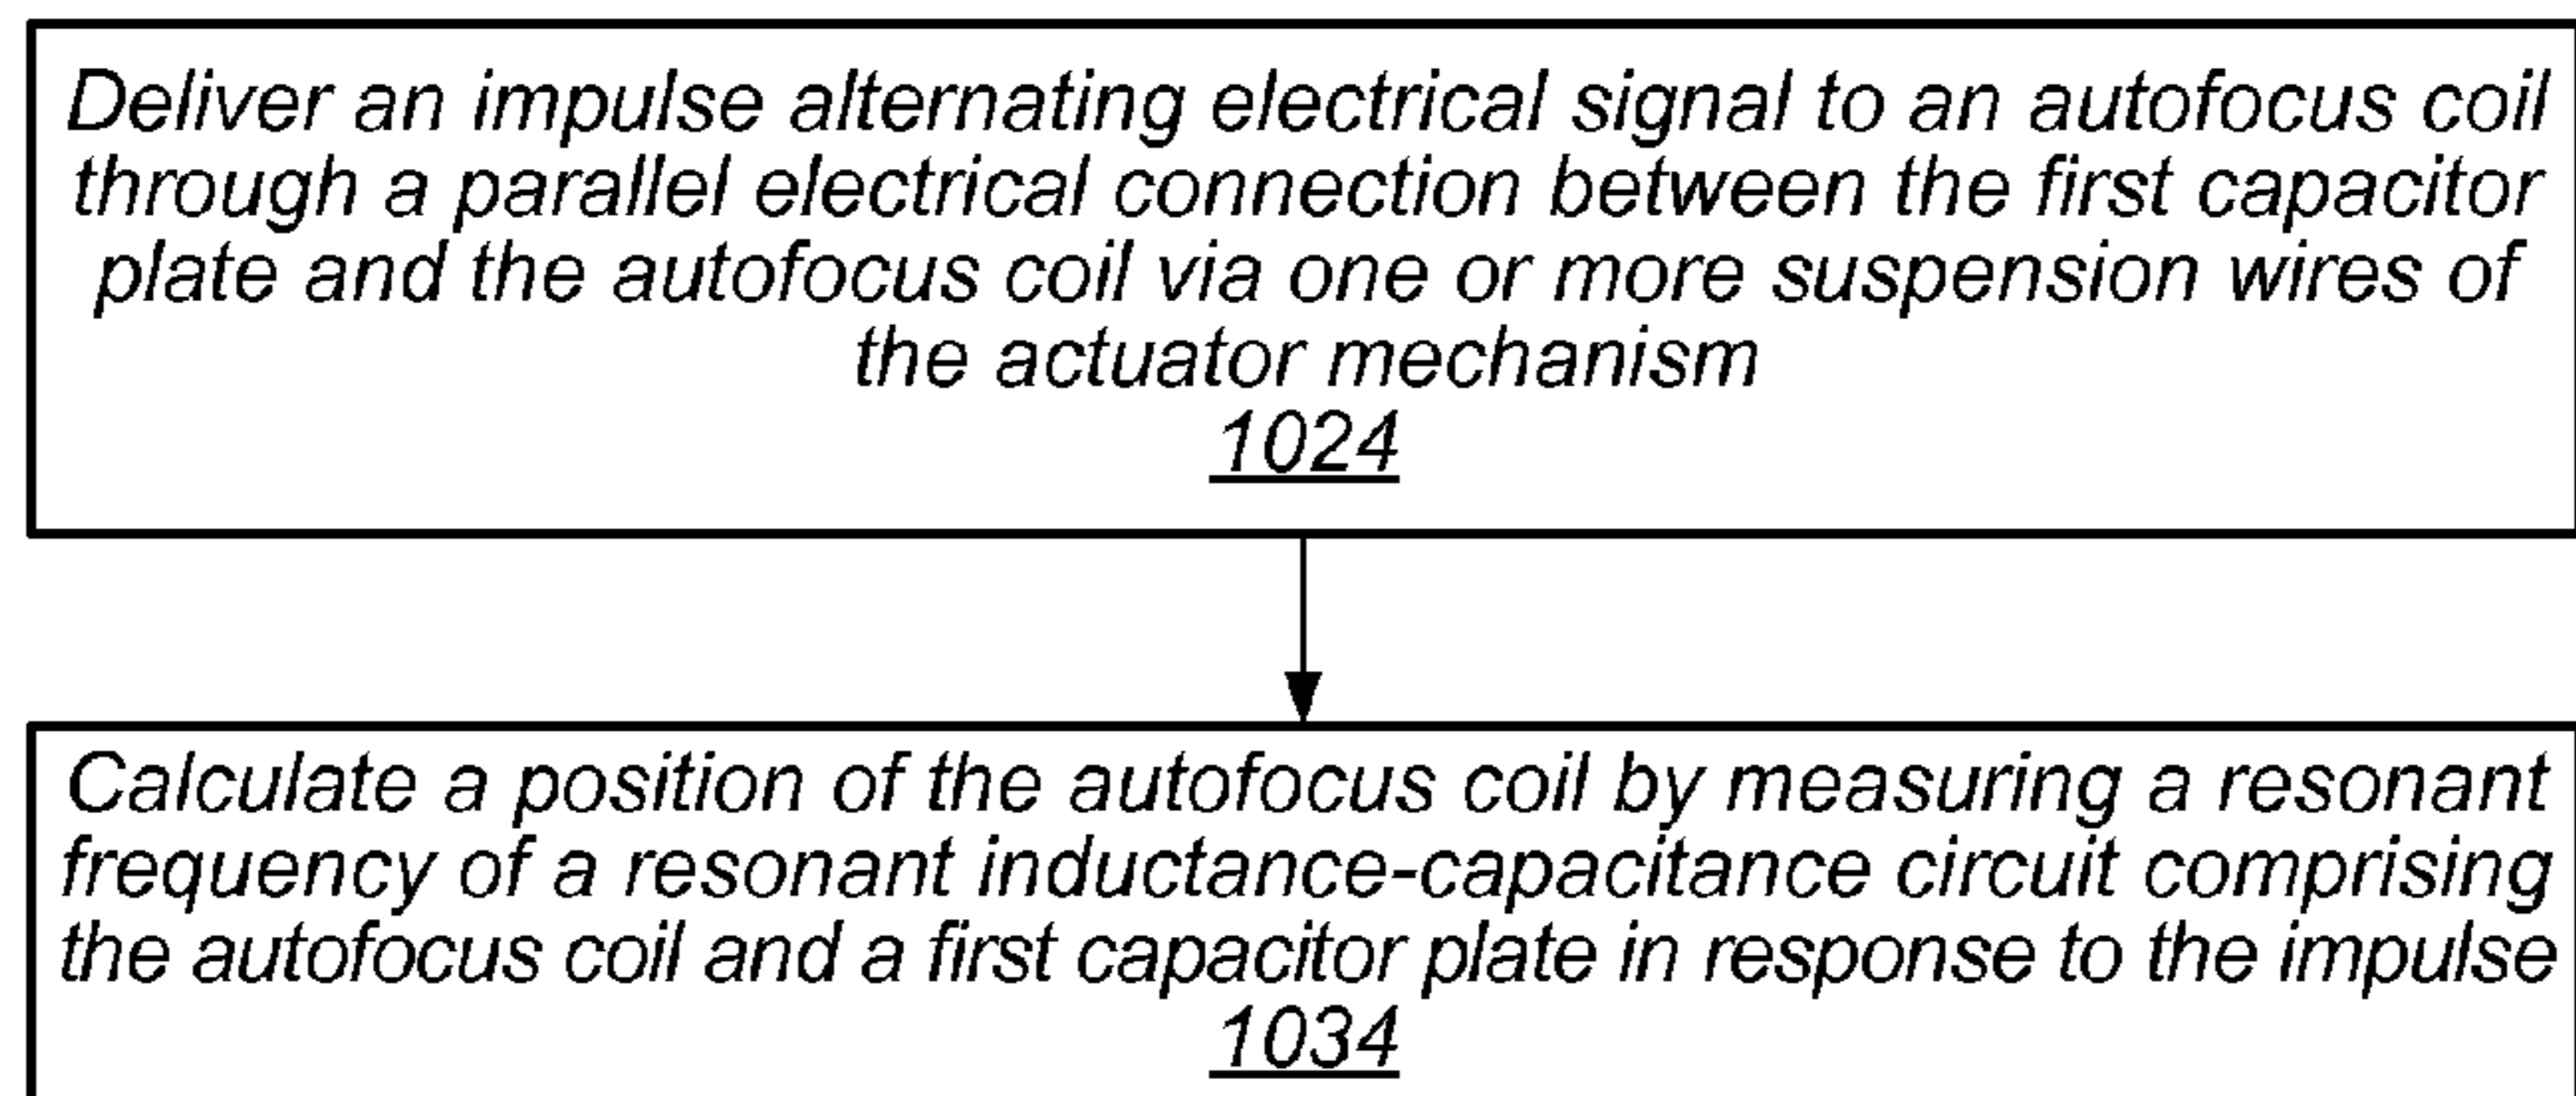 Deliver an impulse alternating electrical signal to an autofocus coil
through a parallel electrical connection between the first capacitor
plate and the autofocus coil via one or more suspension wires of
the actuator mechanism
1024
Calculate a position of the autofocus coil by measuring a resonant
frequency of a resonant inductance-capacitance circuit comprising
the autofocus coil and a first capacitor plate in response to the impulse
1034